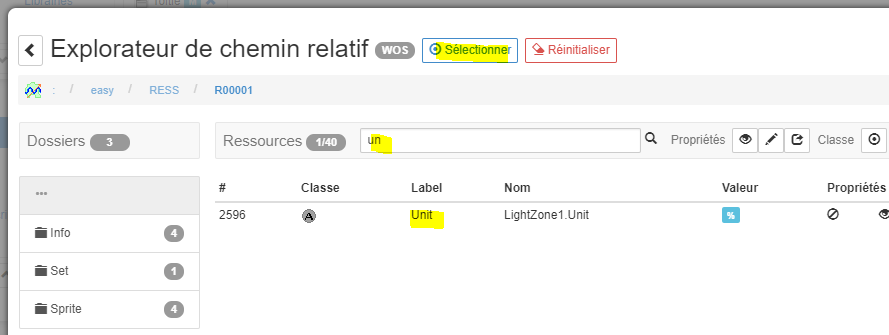 Explorateur de chemin relatif WOS Sélectionner Réinitialiser
: / easy / RESS / R00001
Dossiers 3 Ressources 1/40 un Propriétés Classe
... # Classe Label Nom Valeur Propriétés
2596 A Unit LightZone1.Unit %
Info 4
Set 1
Sprite 4